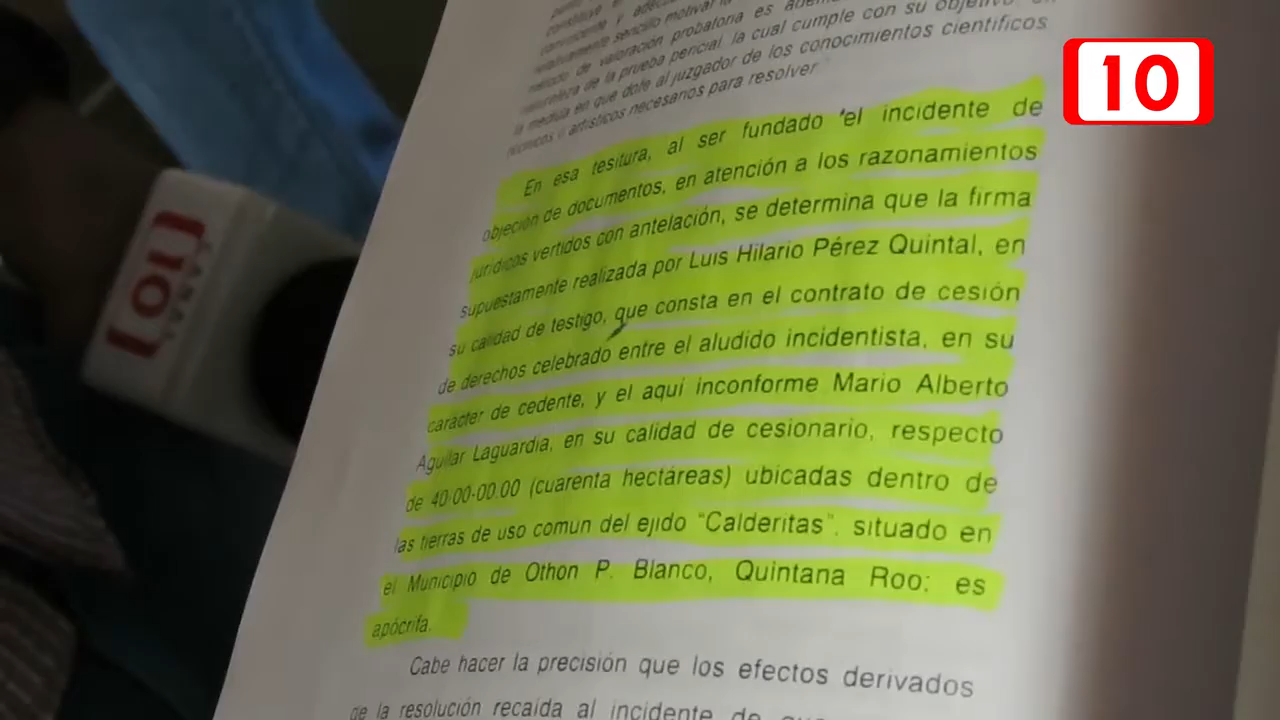 naturaleza de la prueba pericial, la cual cumple con su objetivo en
la medida en que dote al juzgador de los conocimientos científicos
técnicos o artísticos necesarios para resolver
En esa tesitura, al ser fundado el incidente de
objeción de documentos, en atención a los razonamientos
jurídicos vertidos con antelación, se determina que la firma
supuestamente realizada por Luis Hilario Pérez Quintal, en
su calidad de testigo, que consta en el contrato de cesión
de derechos celebrado entre el aludido incidentista, en su
carácter de cedente, y el aquí inconforme Mario Alberto
Aguilar Laguardia, en su calidad de cesionario, respecto
de 40-00-00.00 (cuarenta hectáreas) ubicadas dentro de
las tierras de uso común del ejido "Calderitas". situado en
el Municipio de Othon P. Blanco, Quintana Roo; es
apócrifa.
Cabe hacer la precisión que los efectos derivados
de la resolución recaída al incidente de
10